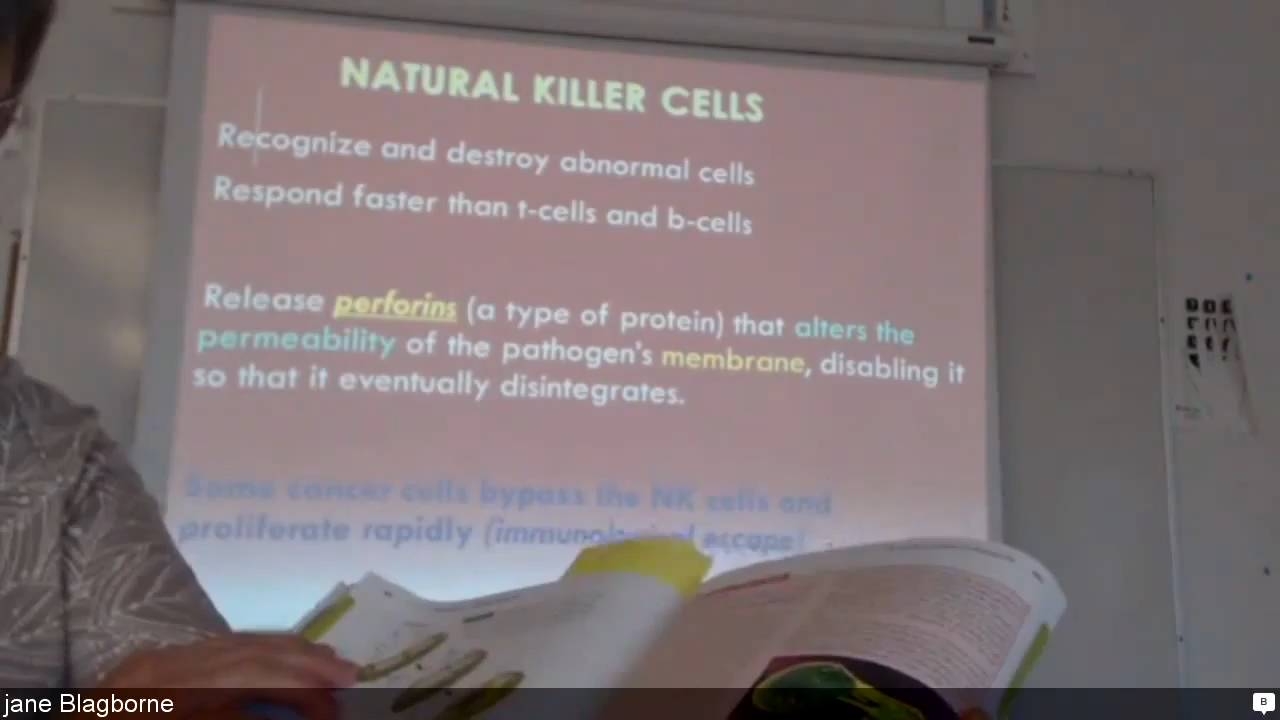 NATURAL KILLER CELLS
Recognize and destroy abnormal cells
Respond faster than t-cells and b-cells
Release perforins (a type of protein) that alters the
permeability of the pathogen's membrane, disabling it
so that it eventually disintegrates.
Some cancer cells bypass the NK cells and
proliferate rapidly (immunological escape)
jane Blagborne
B